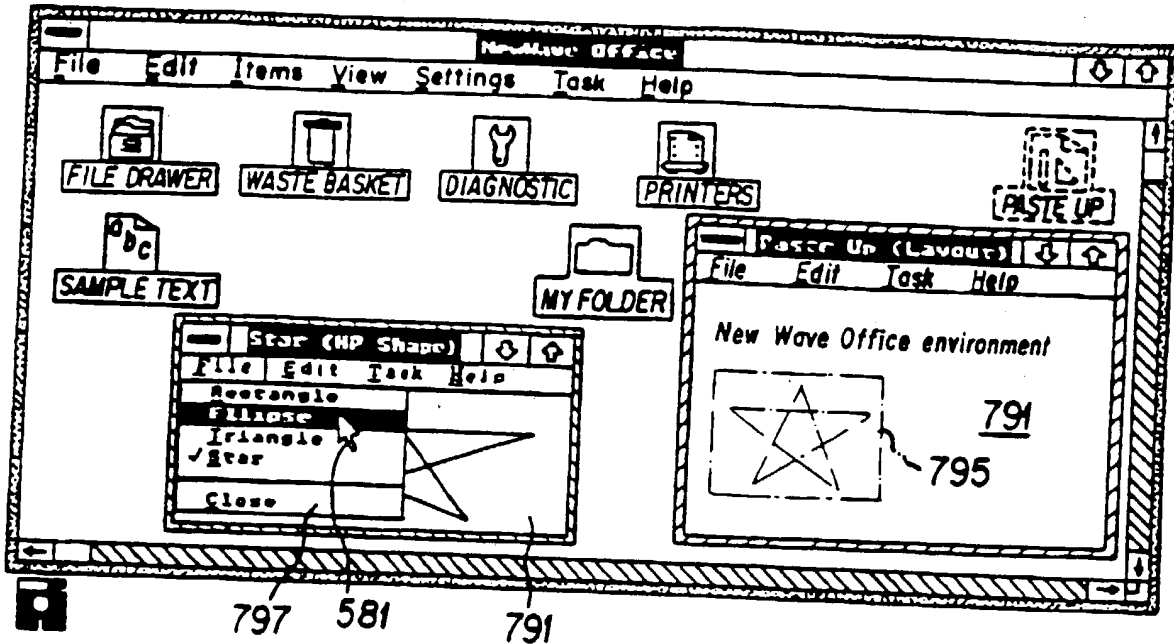 NewWave Office
File Edit Items View Settings Task Help
FILE DRAWER WASTE BASKET DIAGNOSTIC PRINTERS PASTE UP
abc
SAMPLE TEXT MY FOLDER
Paste Up (Layout)
File Edit Task Help
New Wave Office environment
791
795
Star (HP Shape)
File Edit Task Help
Rectangle
Ellipse
Triangle
✓Star
Close
797 581 791